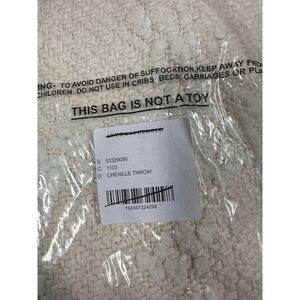 ING- TO AVOID DANGER OF SUFFOCATION, KEEP AWAY FRO
CHILDREN. DO NOT USE IN CRIBS, BEDS, CARRIAGES OR PLA
THIS BAG IS NOT A TOY
S: 53329090
C: 1103
D: CHENILLE THROW
192347324298